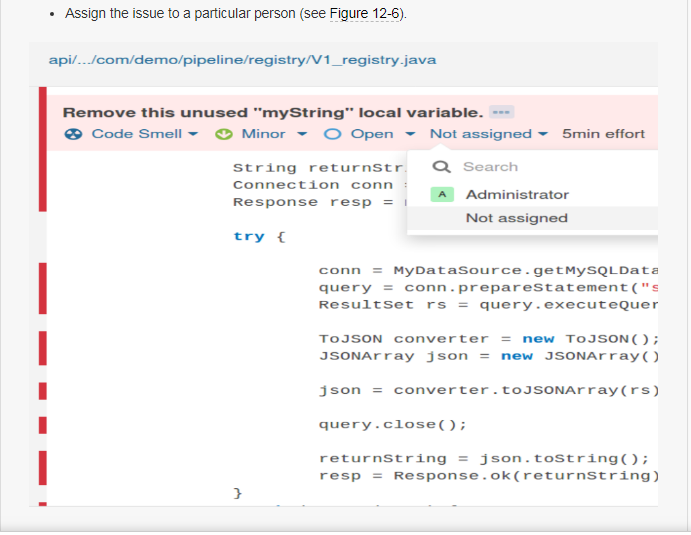 • Assign the issue to a particular person (see Figure 12-6).
api/.../com/demo/pipeline/registry/V1_registry.java
Remove this unused "myString" local variable.
Code Smell Minor Open Not assigned 5min effort
Search
A Administrator
Not assigned
String returnStr
Connection conn
Response resp =
try {
conn = MyDataSource.getMySQLData
query = conn.prepareStatement("s
ResultSet rs = query.executeQuer
ToJSON converter = new ToJSON();
JSONArray json = new JSONArray()
json = converter.toJSONArray(rs)
query.close();
returnString = json.toString();
resp = Response.ok(returnString)
}